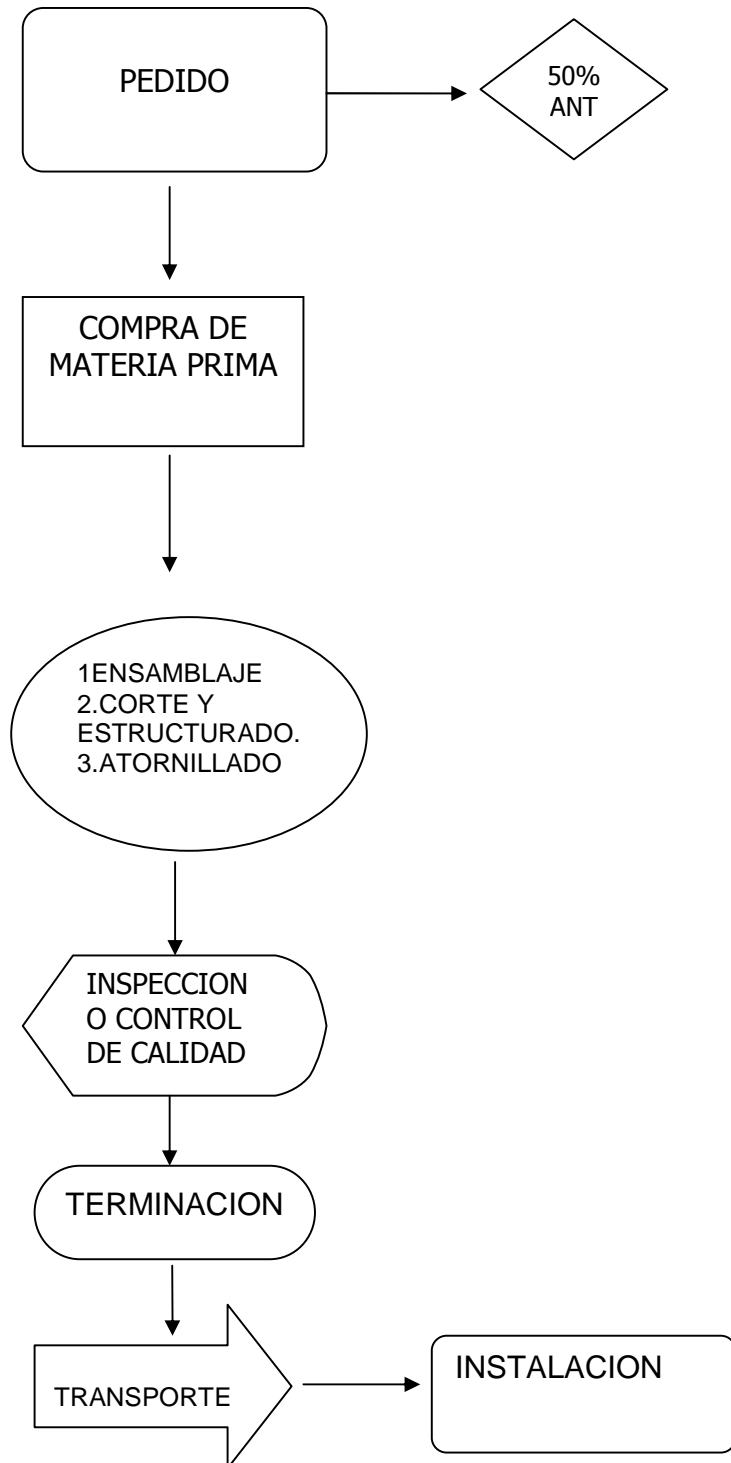 PEDIDO
50%
ANT
COMPRA DE
MATERIA PRIMA
1ENSAMBLAJE
2.CORTE Y
ESTRUCTURADO.
3.ATORNILLADO
INSPECCION
O CONTROL
DE CALIDAD
TERMINACION
TRANSPORTE
INSTALACION